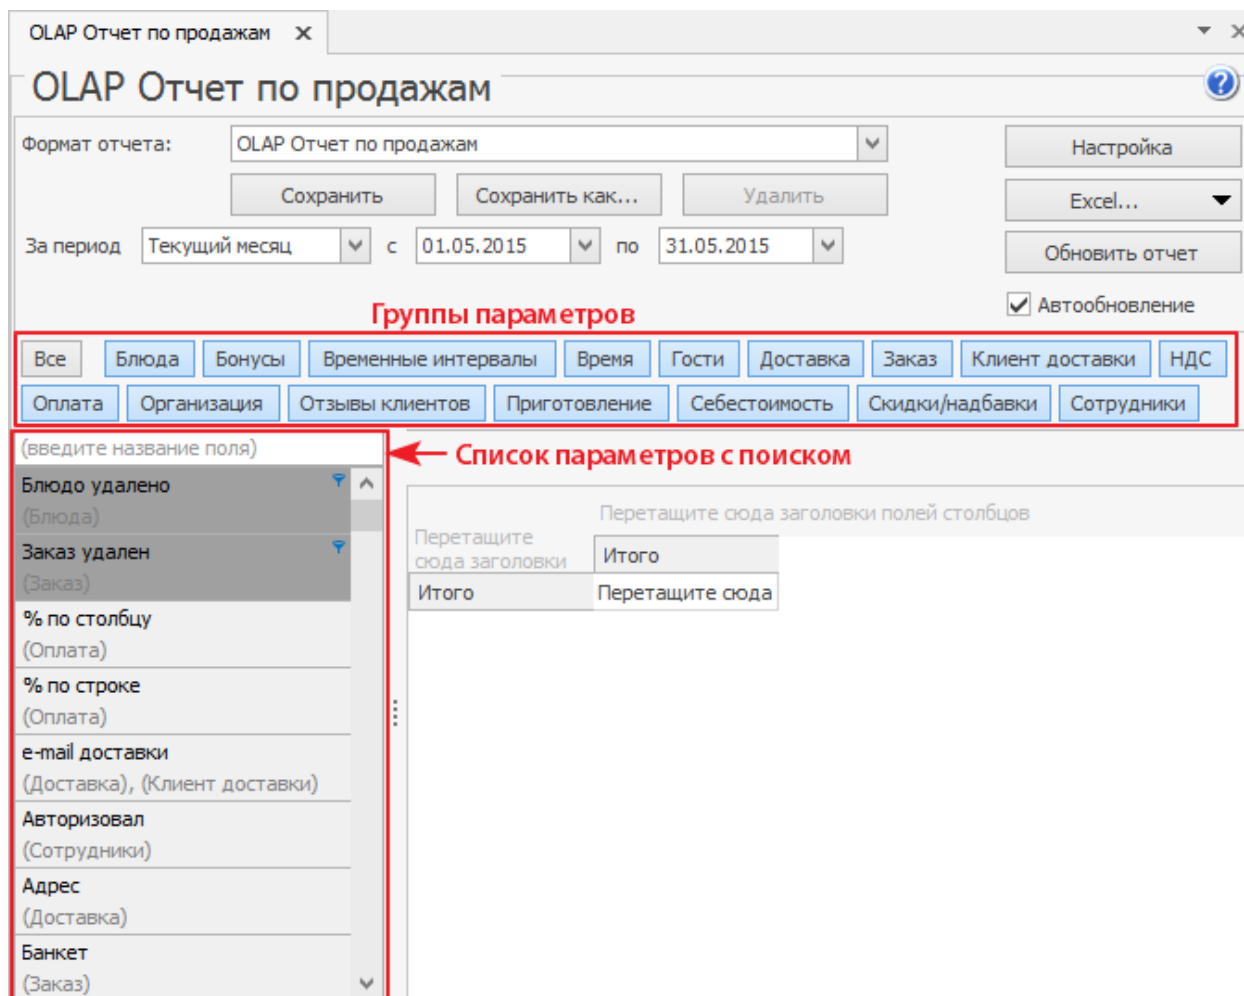 OLAP Отчет по продажам
OLAP Отчет по продажам
Формат отчета: OLAP Отчет по продажам Настройка
Сохранить Сохранить как... Удалить Excel...
За период Текущий месяц с 01.05.2015 по 31.05.2015 Обновить отчет
Автообновление
Группы параметров
Все Блюда Бонусы Временные интервалы Время Гости Доставка Заказ Клиент доставки НДС
Оплата Организация Отзывы клиентов Приготовление Себестоимость Скидки/надбавки Сотрудники
(введите название поля)
Список параметров с поиском
Блюдо удалено
(Блюда)
Заказ удален
(Заказ)
% по столбцу
(Оплата)
% по строке
(Оплата)
e-mail доставки
(Доставка), (Клиент доставки)
Авторизовал
(Сотрудники)
Адрес
(Доставка)
Банкет
(Заказ)
Перетащите сюда заголовки полей столбцов
Перетащите
сюда заголовки
Итого
Итого Перетащите сюда